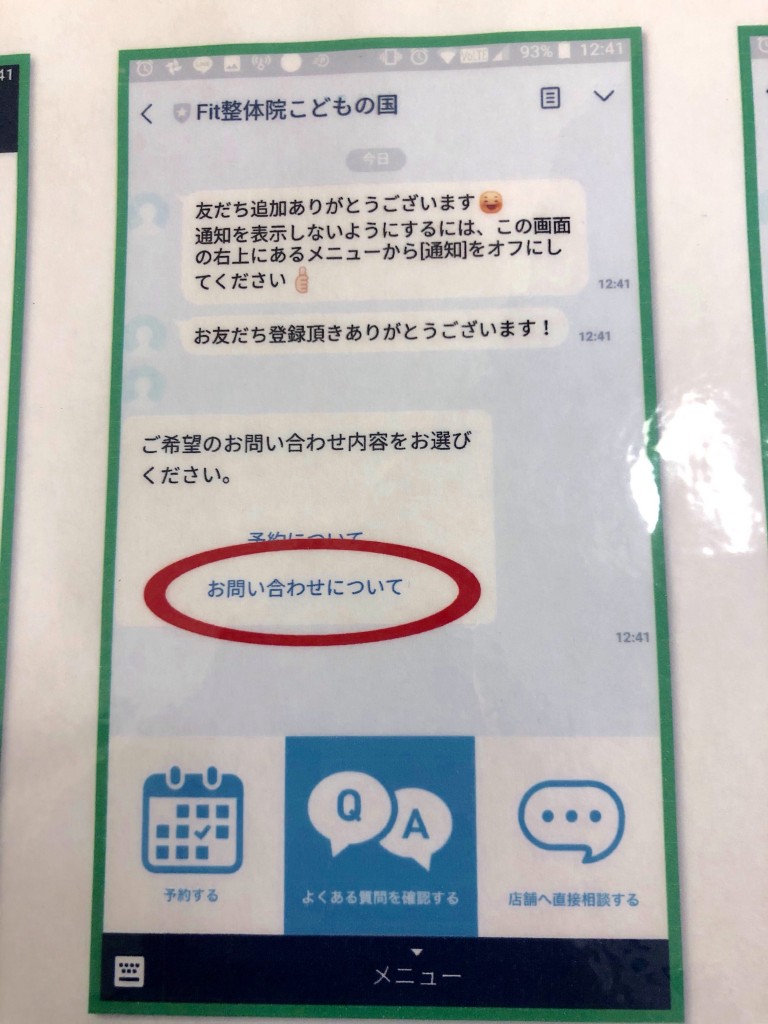 41
93% 12:41
Fit整体院こどもの国
今日
友だち追加ありがとうございます
通知を表示しないようにするには、この画面
の右上にあるメニューから[通知]をオフにし
てください
12:41
お友だち登録頂きありがとうございます！
12:41
ご希望のお問い合わせ内容をお選び
ください。
予約について
お問い合わせについて
12:41
Q A
予約する
よくある質問を確認する
店舗へ直接相談する
メニュー